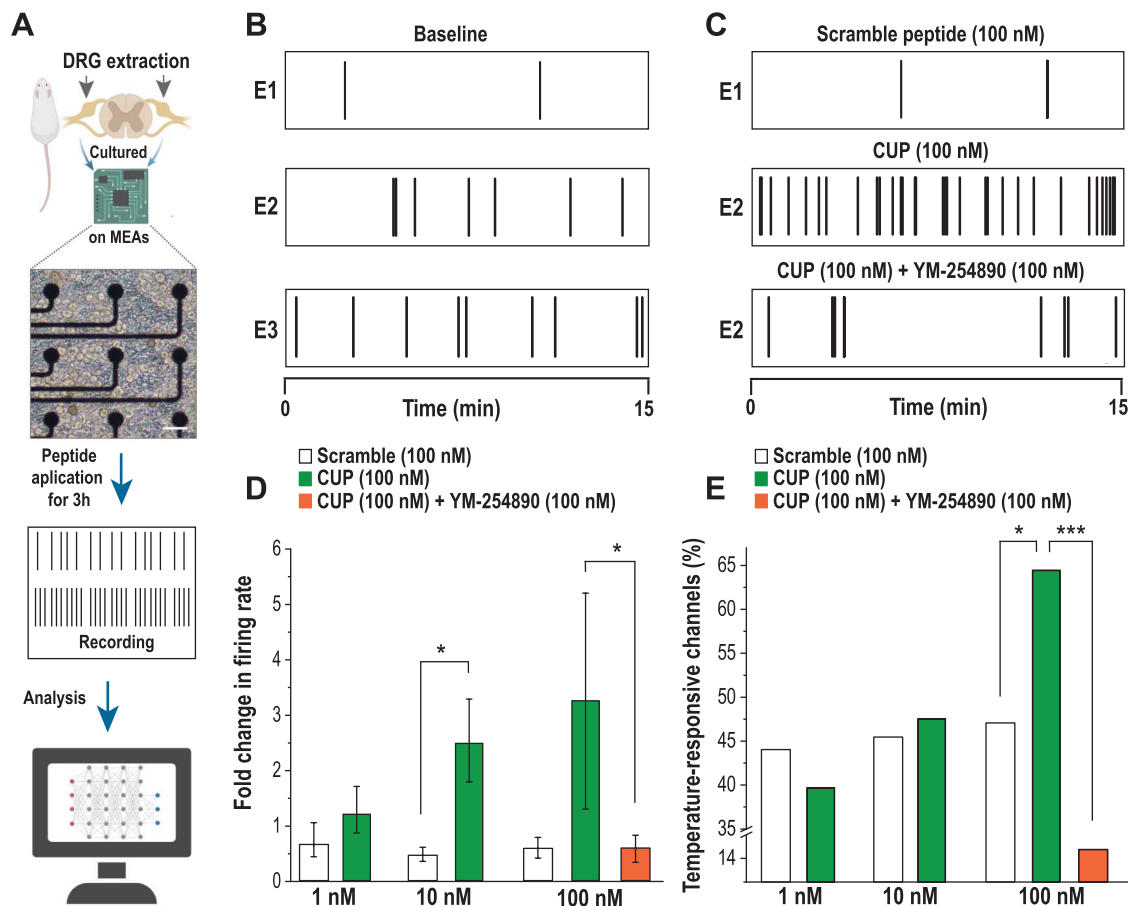 A
DRG extraction
Cultured
on MEAs
Peptide
aplication
for 3h
Recording
Analysis
B
Baseline
E1
E2
E3
0
Time (min)
15
C
Scramble peptide (100 nM)
E1
CUP (100 nM)
E2
CUP (100 nM) + YM-254890 (100 nM)
E2
0
Time (min)
15
D
Scramble (100 nM)
CUP (100 nM)
CUP (100 nM) + YM-254890 (100 nM)
Fold change in firing rate
6
5
4
3
2
1
0
*
*
1 nM
10 nM
100 nM
E
Scramble (100 nM)
CUP (100 nM)
CUP (100 nM) + YM-254890 (100 nM)
Temperature-responsive channels (%)
65
60
55
50
45
40
35
14
*
***
1 nM
10 nM
100 nM